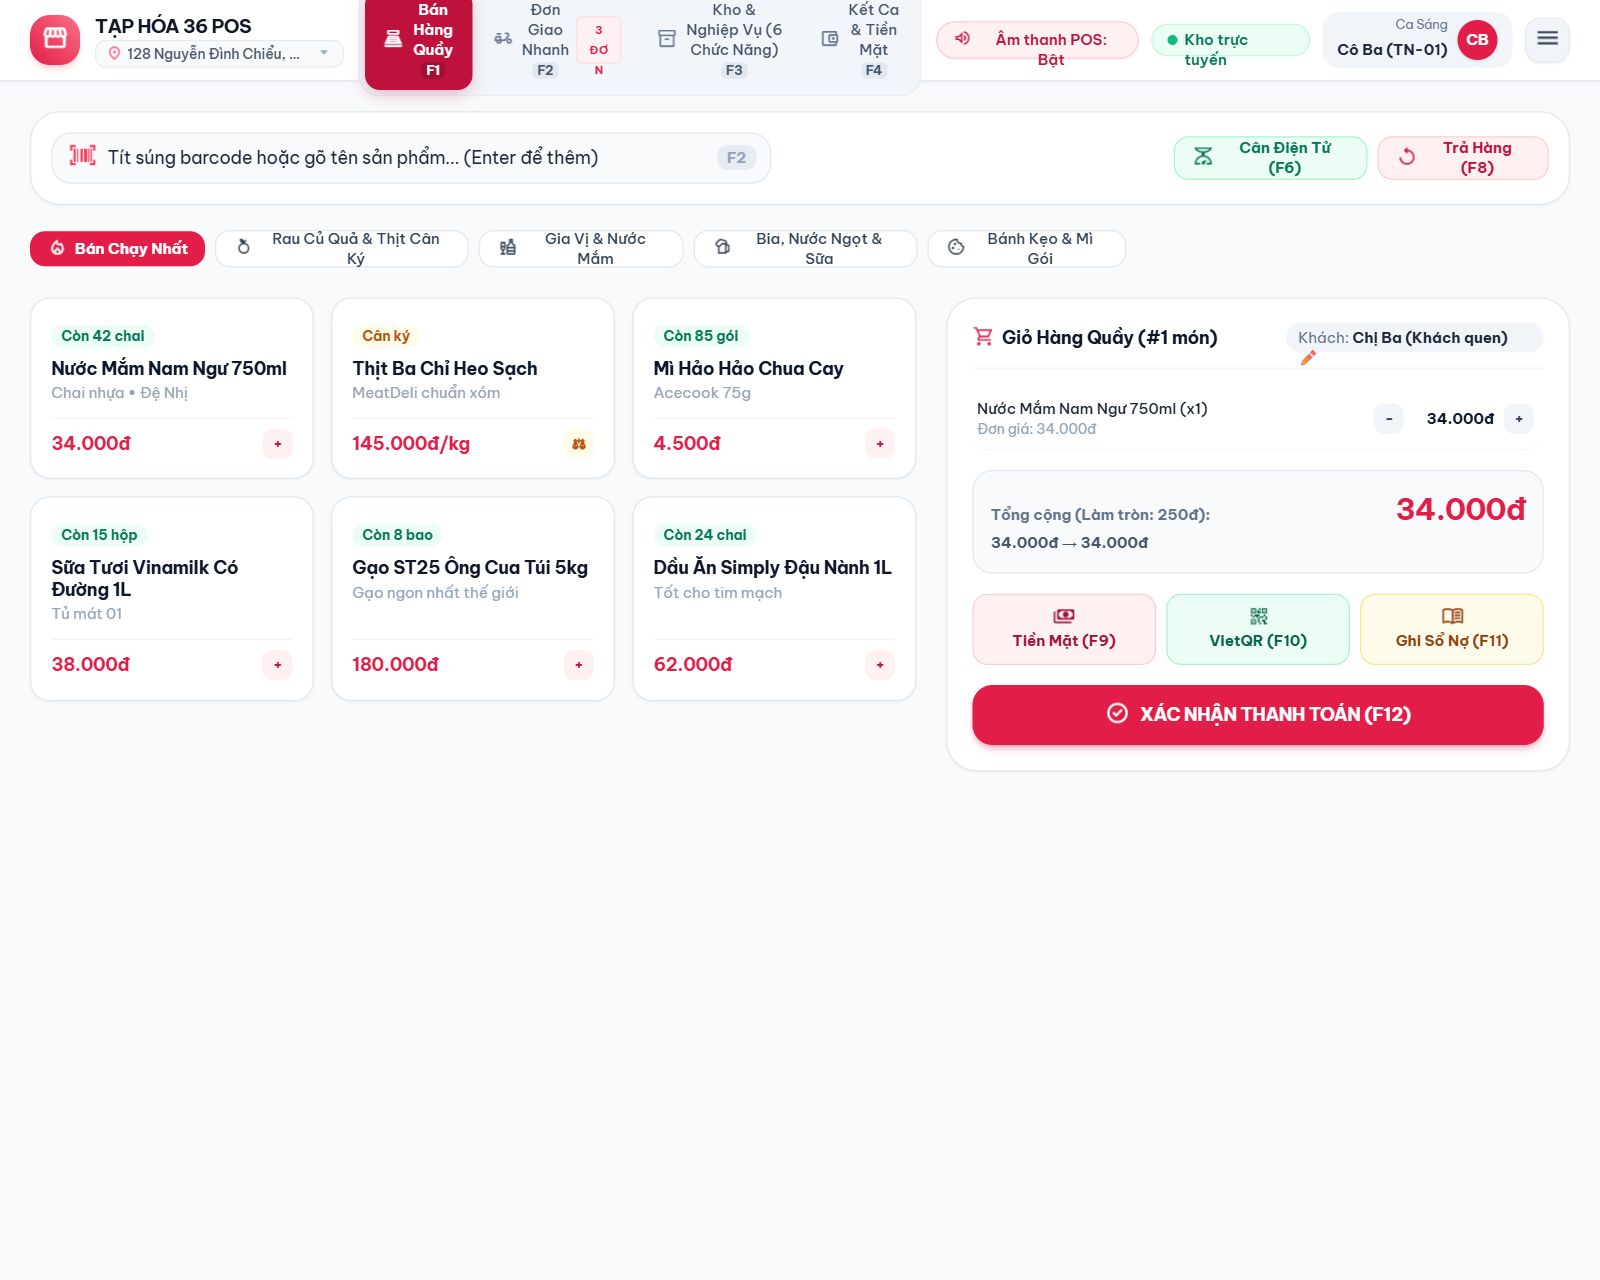 TẠP HÓA 36 POS
128 Nguyễn Đình Chiểu, ...
Bán
Hàng
Quầy
F1
Đơn
Giao
Nhanh
F2
3
ĐƠ
N
Kho &
Nghiệp Vụ (6
Chức Năng)
F3
Kết Ca
& Tiền
Mặt
F4
Âm thanh POS:
Bật
Kho trực
tuyến
Ca Sáng
Cô Ba (TN-01)
CB
Tít súng barcode hoặc gõ tên sản phẩm... (Enter để thêm)
F2
Cân Điện Tử
(F6)
Trả Hàng
(F8)
Bán Chạy Nhất
Rau Củ Quả & Thịt Cân
Ký
Gia Vị & Nước
Mắm
Bia, Nước Ngọt &
Sữa
Bánh Kẹo & Mì
Gói
Còn 42 chai
Nước Mắm Nam Ngư 750ml
Chai nhựa • Đệ Nhị
34.000đ
+
Cân ký
Thịt Ba Chỉ Heo Sạch
MeatDeli chuẩn xóm
145.000đ/kg
Còn 85 gói
Mì Hảo Hảo Chua Cay
Acecook 75g
4.500đ
+
Còn 15 hộp
Sữa Tươi Vinamilk Có
Đường 1L
Tủ mát 01
38.000đ
+
Còn 8 bao
Gạo ST25 Ông Cua Túi 5kg
Gạo ngon nhất thế giới
180.000đ
+
Còn 24 chai
Dầu Ăn Simply Đậu Nành 1L
Tốt cho tim mạch
62.000đ
+
Giỏ Hàng Quầy (#1 món)
Khách: Chị Ba (Khách quen)
Nước Mắm Nam Ngư 750ml (x1)
Đơn giá: 34.000đ
- 34.000đ +
Tổng cộng (Làm tròn: 250đ):
34.000đ → 34.000đ
34.000đ
Tiền Mặt (F9)
VietQR (F10)
Ghi Sổ Nợ (F11)
XÁC NHẬN THANH TOÁN (F12)